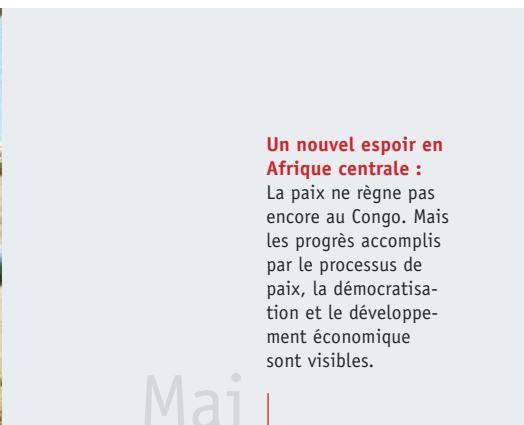 Un nouvel espoir en
Afrique centrale :
La paix ne règne pas
encore au Congo. Mais
les progrès accomplis
par le processus de
paix, la démocratisa-
tion et le développe-
ment économique
sont visibles.
Mai